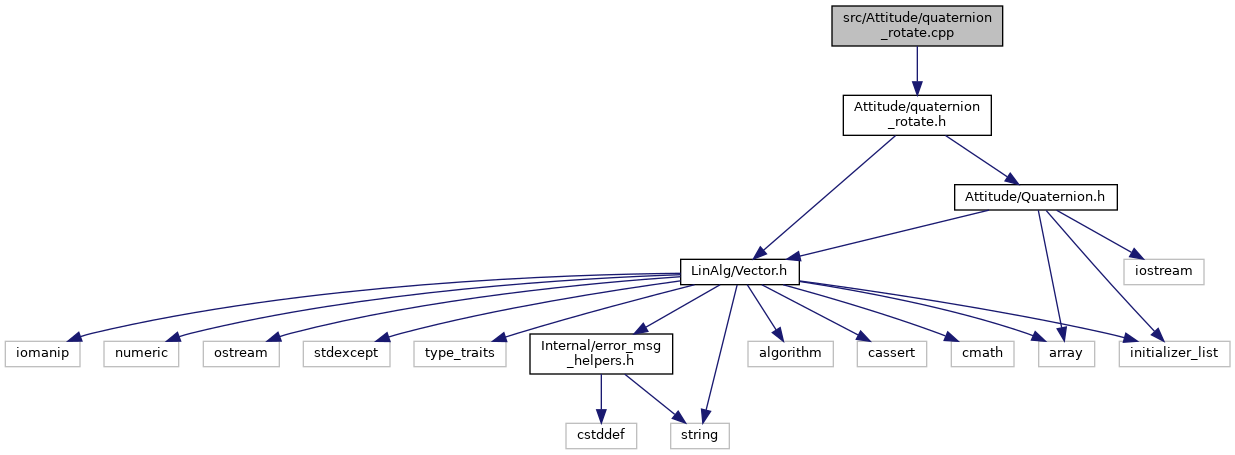 src/Attitude/quaternion
_rotate.cpp
Attitude/quaternion
_rotate.h
Attitude/Quaternion.h
LinAlg/Vector.h
iostream
iomanip
numeric
ostream
stdexcept
type_traits
Internal/error_msg
_helpers.h
algorithm
cassert
cmath
array
initializer_list
cstddef
string